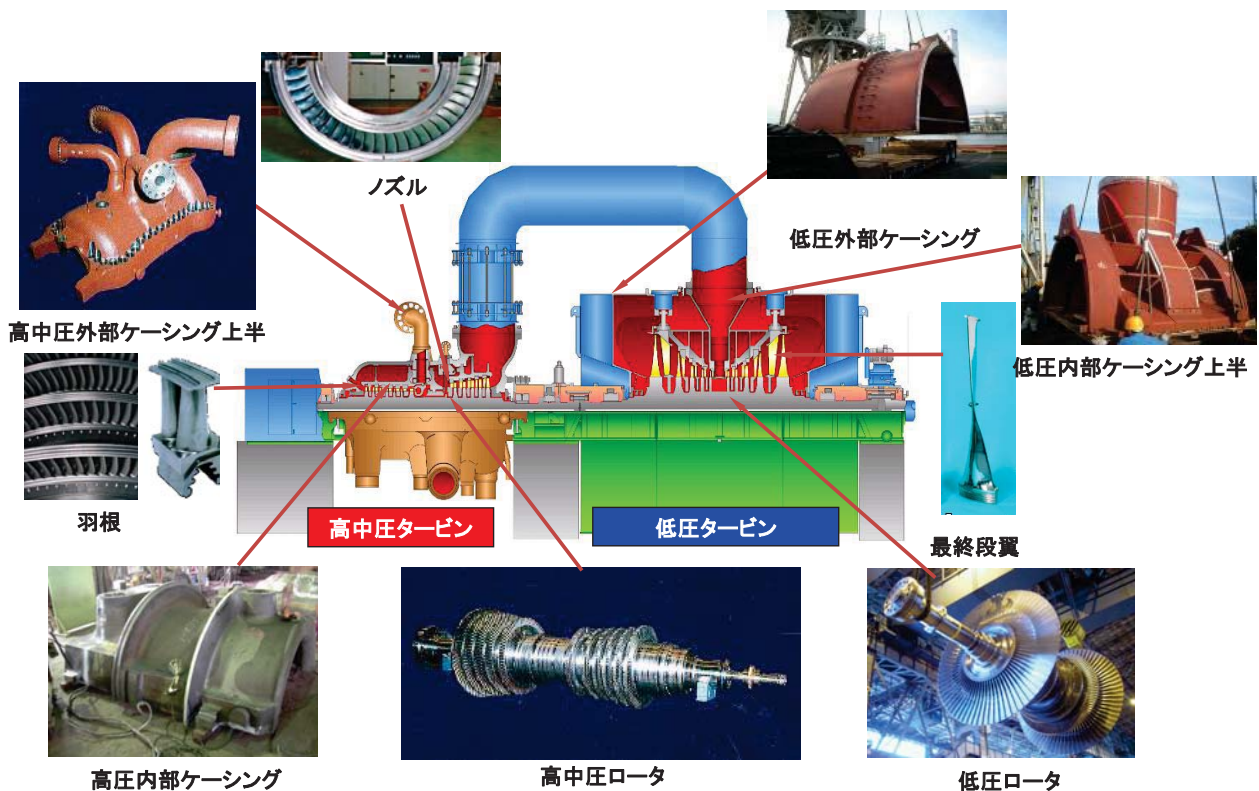 ノズル
低圧外部ケーシング
高中圧外部ケーシング上半
低圧内部ケーシング上半
羽根
高中圧タービン
低圧タービン
最終段翼
高圧内部ケーシング
高中圧ロータ
低圧ロータ